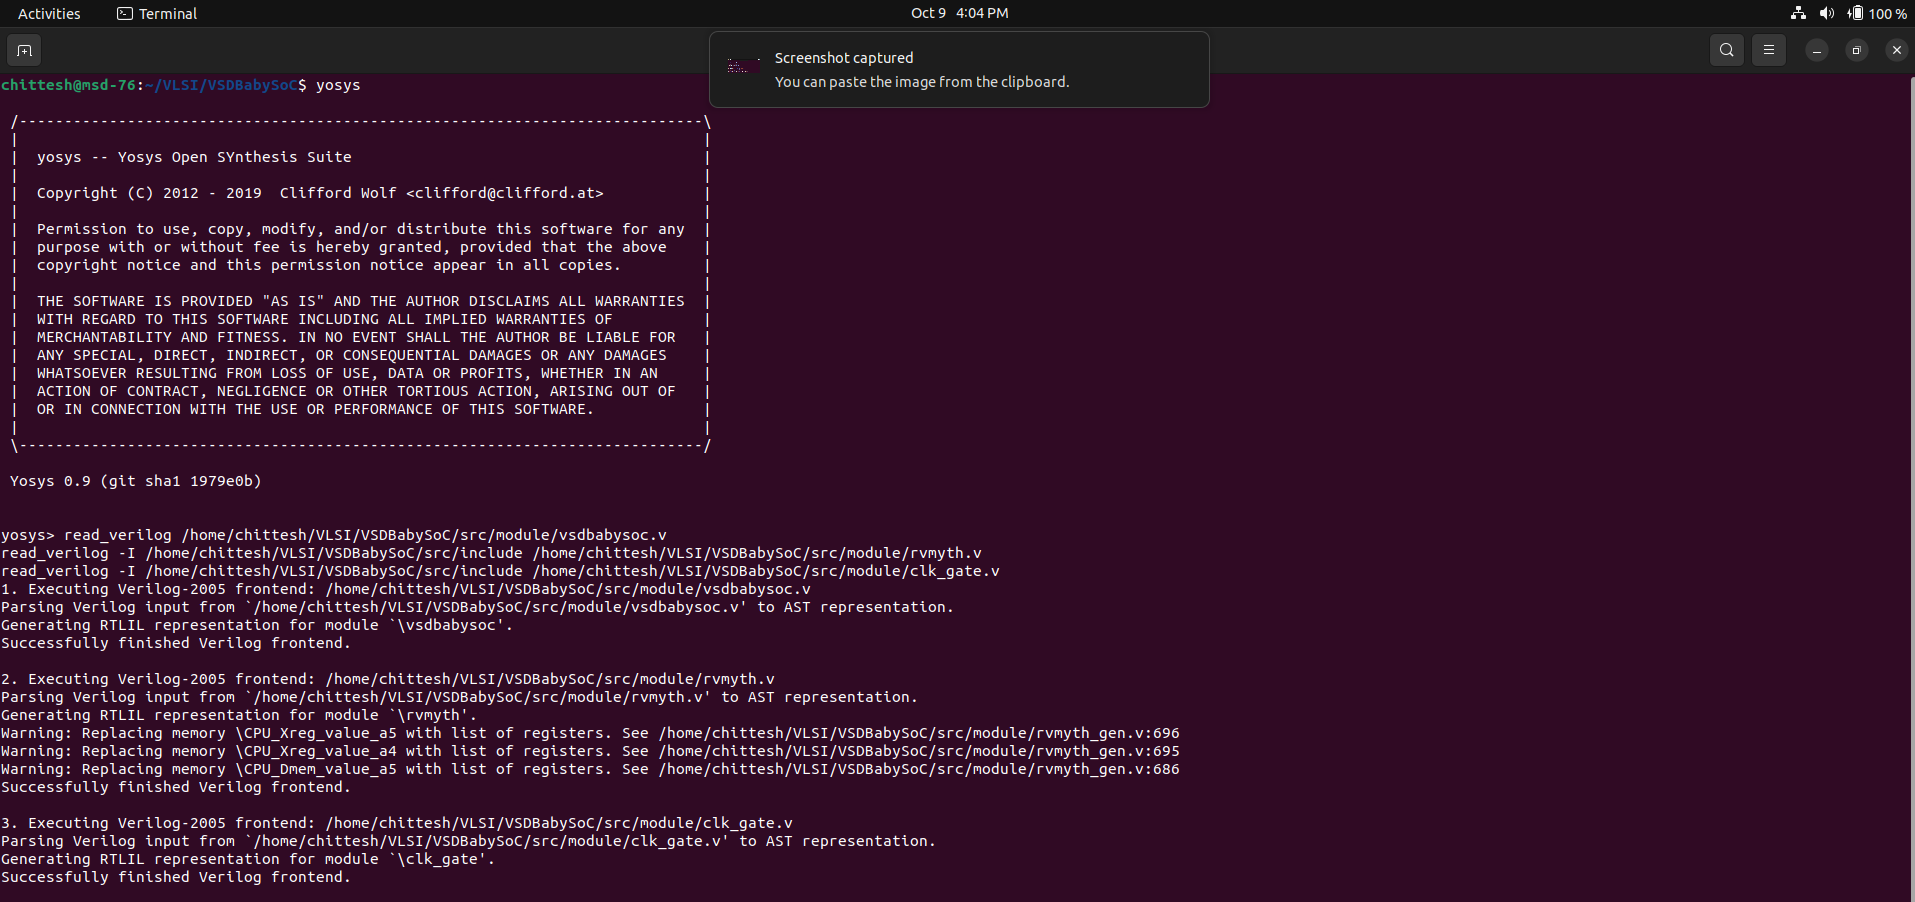 Activities Terminal Oct 9 4:04 PM 100 %
Screenshot captured
You can paste the image from the clipboard.
chittesh@msd-76:~/VLSI/VSDBabySoC$ yosys
/----------------------------------------------------------------------------\
| |
| yosys -- Yosys Open SYnthesis Suite |
| |
| Copyright (C) 2012 - 2019 Clifford Wolf <clifford@clifford.at> |
| |
| Permission to use, copy, modify, and/or distribute this software for any |
| purpose with or without fee is hereby granted, provided that the above |
| copyright notice and this permission notice appear in all copies. |
| |
| THE SOFTWARE IS PROVIDED "AS IS" AND THE AUTHOR DISCLAIMS ALL WARRANTIES |
| WITH REGARD TO THIS SOFTWARE INCLUDING ALL IMPLIED WARRANTIES OF |
| MERCHANTABILITY AND FITNESS. IN NO EVENT SHALL THE AUTHOR BE LIABLE FOR |
| ANY SPECIAL, DIRECT, INDIRECT, OR CONSEQUENTIAL DAMAGES OR ANY DAMAGES |
| WHATSOEVER RESULTING FROM LOSS OF USE, DATA OR PROFITS, WHETHER IN AN |
| ACTION OF CONTRACT, NEGLIGENCE OR OTHER TORTIOUS ACTION, ARISING OUT OF |
| OR IN CONNECTION WITH THE USE OR PERFORMANCE OF THIS SOFTWARE. |
| |
\----------------------------------------------------------------------------/
Yosys 0.9 (git sha1 1979e0b)
yosys> read_verilog /home/chittesh/VLSI/VSDBabySoC/src/module/vsdbabysoc.v
read_verilog -I /home/chittesh/VLSI/VSDBabySoC/src/include /home/chittesh/VLSI/VSDBabySoC/src/module/rvmyth.v
read_verilog -I /home/chittesh/VLSI/VSDBabySoC/src/include /home/chittesh/VLSI/VSDBabySoC/src/module/clk_gate.v
1. Executing Verilog-2005 frontend: /home/chittesh/VLSI/VSDBabySoC/src/module/vsdbabysoc.v
Parsing Verilog input from `/home/chittesh/VLSI/VSDBabySoC/src/module/vsdbabysoc.v' to AST representation.
Generating RTLIL representation for module `\vsdbabysoc'.
Successfully finished Verilog frontend.
2. Executing Verilog-2005 frontend: /home/chittesh/VLSI/VSDBabySoC/src/module/rvmyth.v
Parsing Verilog input from `/home/chittesh/VLSI/VSDBabySoC/src/module/rvmyth.v' to AST representation.
Generating RTLIL representation for module `\rvmyth'.
Warning: Replacing memory \CPU_Xreg_value_a5 with list of registers. See /home/chittesh/VLSI/VSDBabySoC/src/module/rvmyth_gen.v:696
Warning: Replacing memory \CPU_Xreg_value_a4 with list of registers. See /home/chittesh/VLSI/VSDBabySoC/src/module/rvmyth_gen.v:695
Warning: Replacing memory \CPU_Dmem_value_a5 with list of registers. See /home/chittesh/VLSI/VSDBabySoC/src/module/rvmyth_gen.v:686
Successfully finished Verilog frontend.
3. Executing Verilog-2005 frontend: /home/chittesh/VLSI/VSDBabySoC/src/module/clk_gate.v
Parsing Verilog input from `/home/chittesh/VLSI/VSDBabySoC/src/module/clk_gate.v' to AST representation.
Generating RTLIL representation for module `\clk_gate'.
Successfully finished Verilog frontend.